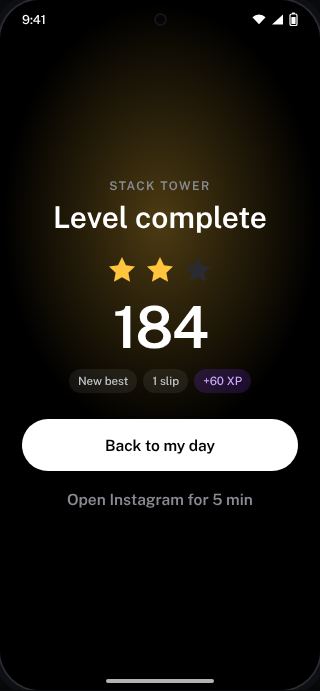 9:41
STACK TOWER
Level complete
184
New best 1 slip +60 XP
Back to my day
Open Instagram for 5 min